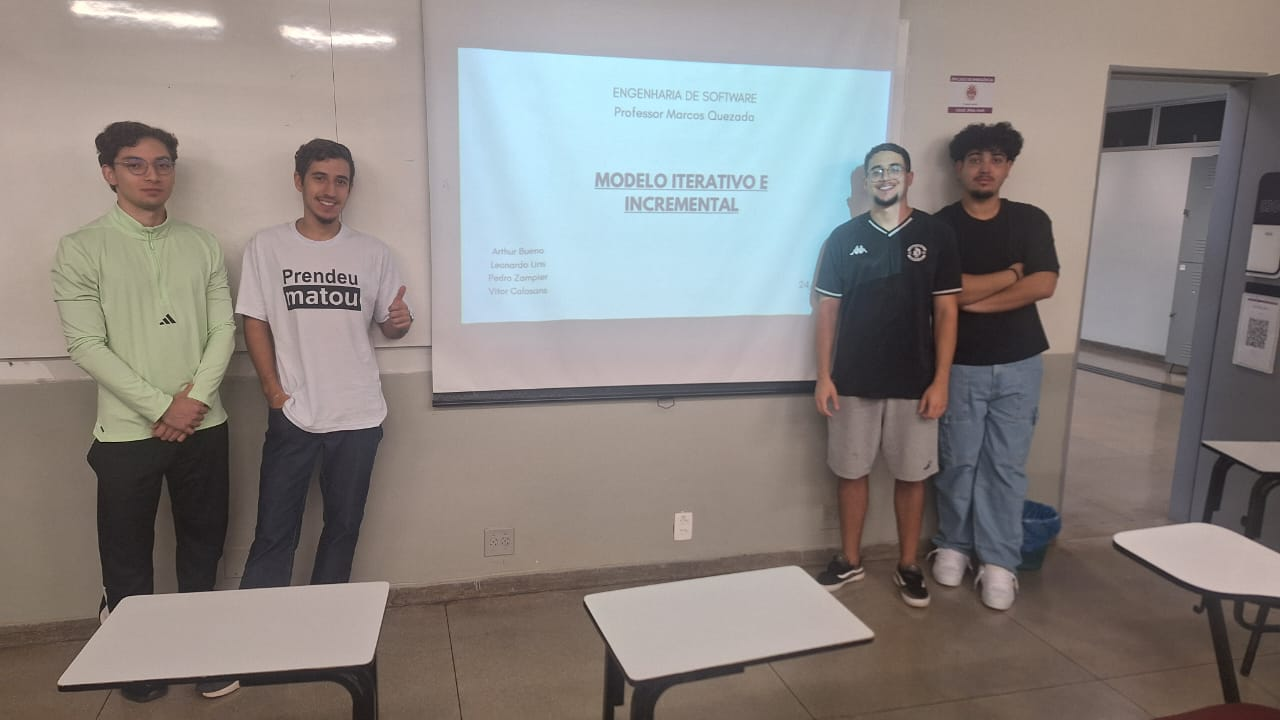 ENGENHARIA DE SOFTWARE
Professor Marcos Quezada
MODELO ITERATIVO E
INCREMENTAL
Arthur Bueno
Leonardo Lins
Pedro Zampier
Vitor Calasans
24
Prendeu
matou